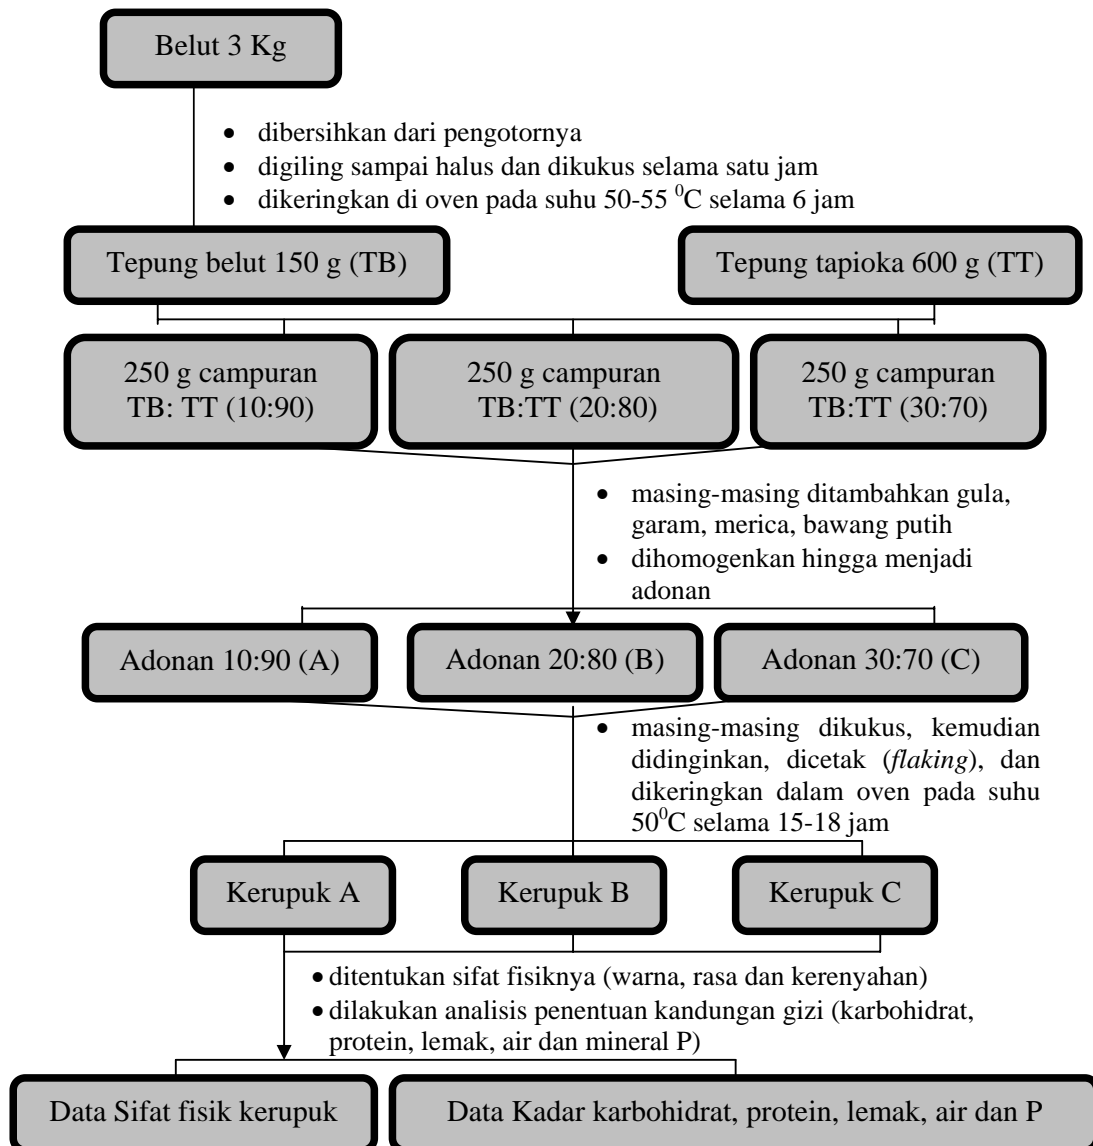 Belut 3 Kg
• dibersihkan dari pengotornya
• digiling sampai halus dan dikukus selama satu jam
• dikeringkan di oven pada suhu 50-55 ⁰C selama 6 jam
Tepung belut 150 g (TB)
Tepung tapioka 600 g (TT)
250 g campuran
TB: TT (10:90)
250 g campuran
TB:TT (20:80)
250 g campuran
TB:TT (30:70)
• masing-masing ditambahkan gula,
garam, merica, bawang putih
• dihomogenkan hingga menjadi
adonan
Adonan 10:90 (A)
Adonan 20:80 (B)
Adonan 30:70 (C)
• masing-masing dikukus, kemudian
didinginkan, dicetak (flaking), dan
dikeringkan dalam oven pada suhu
50⁰C selama 15-18 jam
Kerupuk A
Kerupuk B
Kerupuk C
• ditentukan sifat fisiknya (warna, rasa dan kerenyahan)
• dilakukan analisis penentuan kandungan gizi (karbohidrat,
protein, lemak, air dan mineral P)
Data Sifat fisik kerupuk
Data Kadar karbohidrat, protein, lemak, air dan P